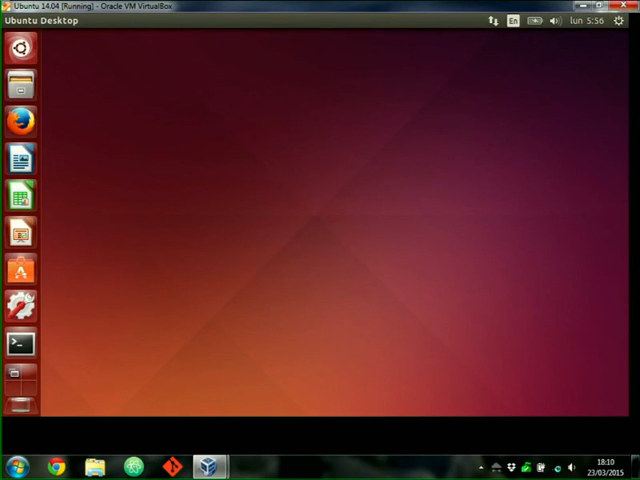 Ubuntu 14.04 [Running] - Oracle VM VirtualBox
Ubuntu Desktop
En
lun 5:56
>_
18:10
23/03/2015